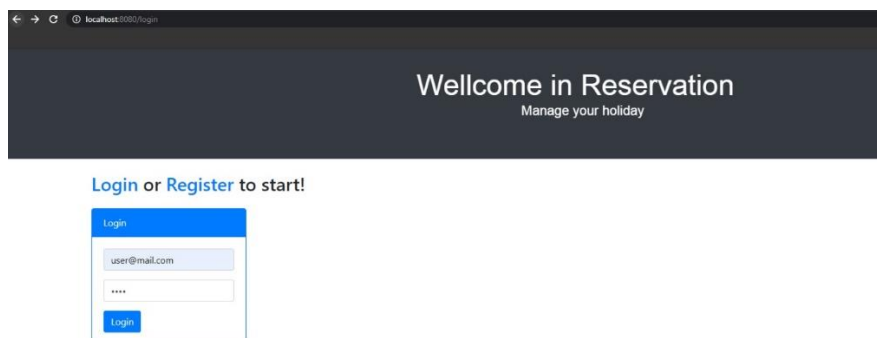 localhost:8080/login
Wellcome in Reservation
Manage your holiday
Login or Register to start!
Login
user@mail.com
••••
Login